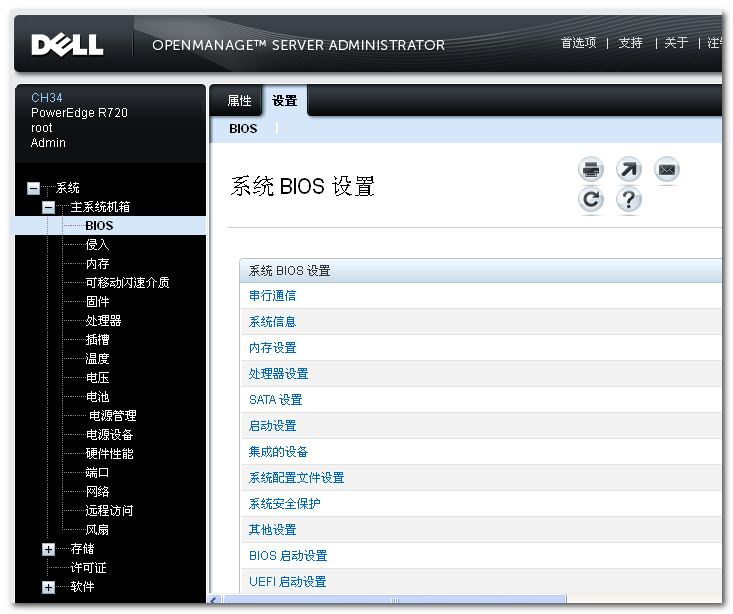 DELL
OPENMANAGE™ SERVER ADMINISTRATOR
首选项 | 支持 | 关于 | 注
CH34
PowerEdge R720
root
Admin
系统
主系统机箱
BIOS
侵入
内存
可移动闪速介质
固件
处理器
插槽
温度
电压
电池
电源管理
电源设备
硬件性能
端口
网络
远程访问
风扇
存储
许可证
软件
属性 设置
BIOS |
系统 BIOS 设置
系统 BIOS 设置
串行通信
系统信息
内存设置
处理器设置
SATA 设置
启动设置
集成的设备
系统配置文件设置
系统安全保护
其他设置
BIOS 启动设置
UEFI 启动设置